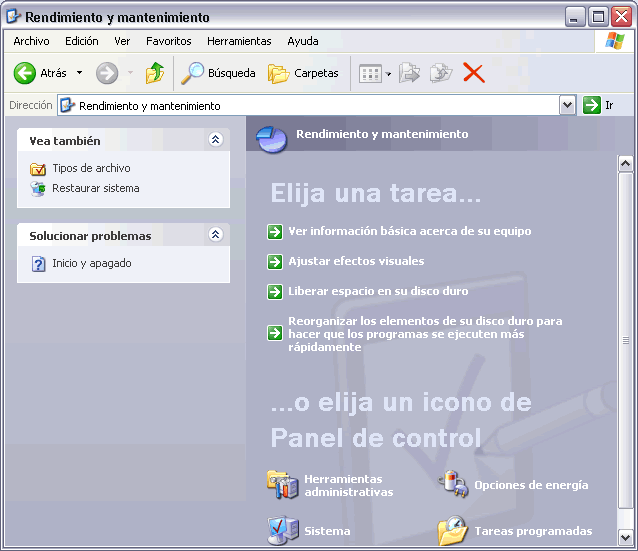 Rendimiento y mantenimiento
Archivo Edición Ver Favoritos Herramientas Ayuda
Atrás Búsqueda Carpetas
Dirección Rendimiento y mantenimiento Ir
Vea también
Tipos de archivo
Restaurar sistema
Solucionar problemas
Inicio y apagado
Rendimiento y mantenimiento
Elija una tarea...
Ver información básica acerca de su equipo
Ajustar efectos visuales
Liberar espacio en su disco duro
Reorganizar los elementos de su disco duro para
hacer que los programas se ejecuten más
rápidamente
...o elija un icono de
Panel de control
Herramientas
administrativas
Opciones de energía
Sistema
Tareas programadas